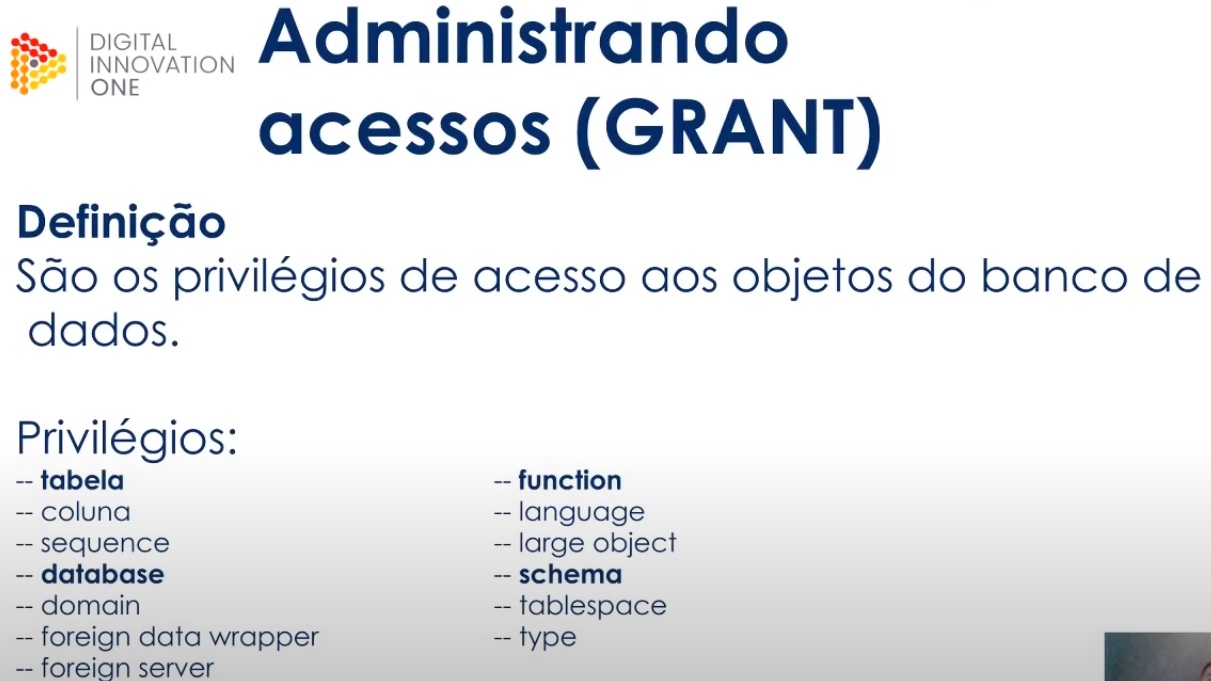 DIGITAL
INNOVATION
ONE
Administrando
acessos (GRANT)
Definição
São os privilégios de acesso aos objetos do banco de
dados.
Privilégios:
-- tabela
-- coluna
-- sequence
-- database
-- domain
-- foreign data wrapper
-- foreign server
-- function
-- language
-- large object
-- schema
-- tablespace
-- type